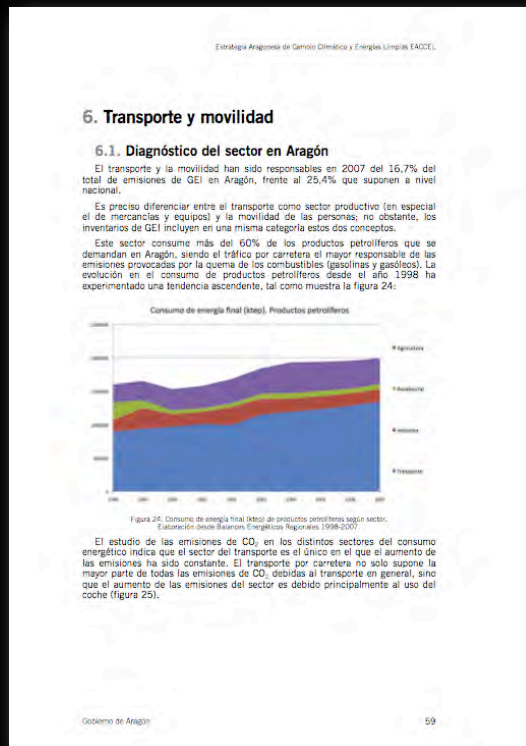 Estrategia Aragonesa de Cambio Climático y Energías Limpias EACCEL
6. Transporte y movilidad
6.1. Diagnóstico del sector en Aragón
El transporte y la movilidad han sido responsables en 2007 del 16,7% del
total de emisiones de GEI en Aragón, frente al 25,4% que suponen a nivel
nacional.
Es preciso diferenciar entre el transporte como sector productivo (en especial
el de mercancías y equipos) y la movilidad de las personas; no obstante, los
inventarios de GEI incluyen en una misma categoría estos dos conceptos.
Este sector consume más del 60% de los productos petrolíferos que se
demandan en Aragón, siendo el tráfico por carretera el mayor responsable de las
emisiones provocadas por la quema de los combustibles (gasolinas y gasóleos). La
evolución en el consumo de productos petrolíferos desde el año 1998 ha
experimentado una tendencia ascendente, tal como muestra la figura 24:
Consumo de energía final (ktep). Productos petrolíferos
Agricultura
Residencial
Industria
Transporte
Figura 24. Consumo de energía final (ktep) de productos petrolíferos según sector.
Elaboración desde Balances Energéticos Regionales 1998-2007.
El estudio de las emisiones de CO₂ en los distintos sectores del consumo
energético indica que el sector del transporte es el único en el que el aumento de
las emisiones ha sido constante. El transporte por carretera no solo supone la
mayor parte de todas las emisiones de CO₂ debidas al transporte en general, sino
que el aumento de las emisiones del sector es debido principalmente al uso del
coche (figura 25).
Gobierno de Aragón
59